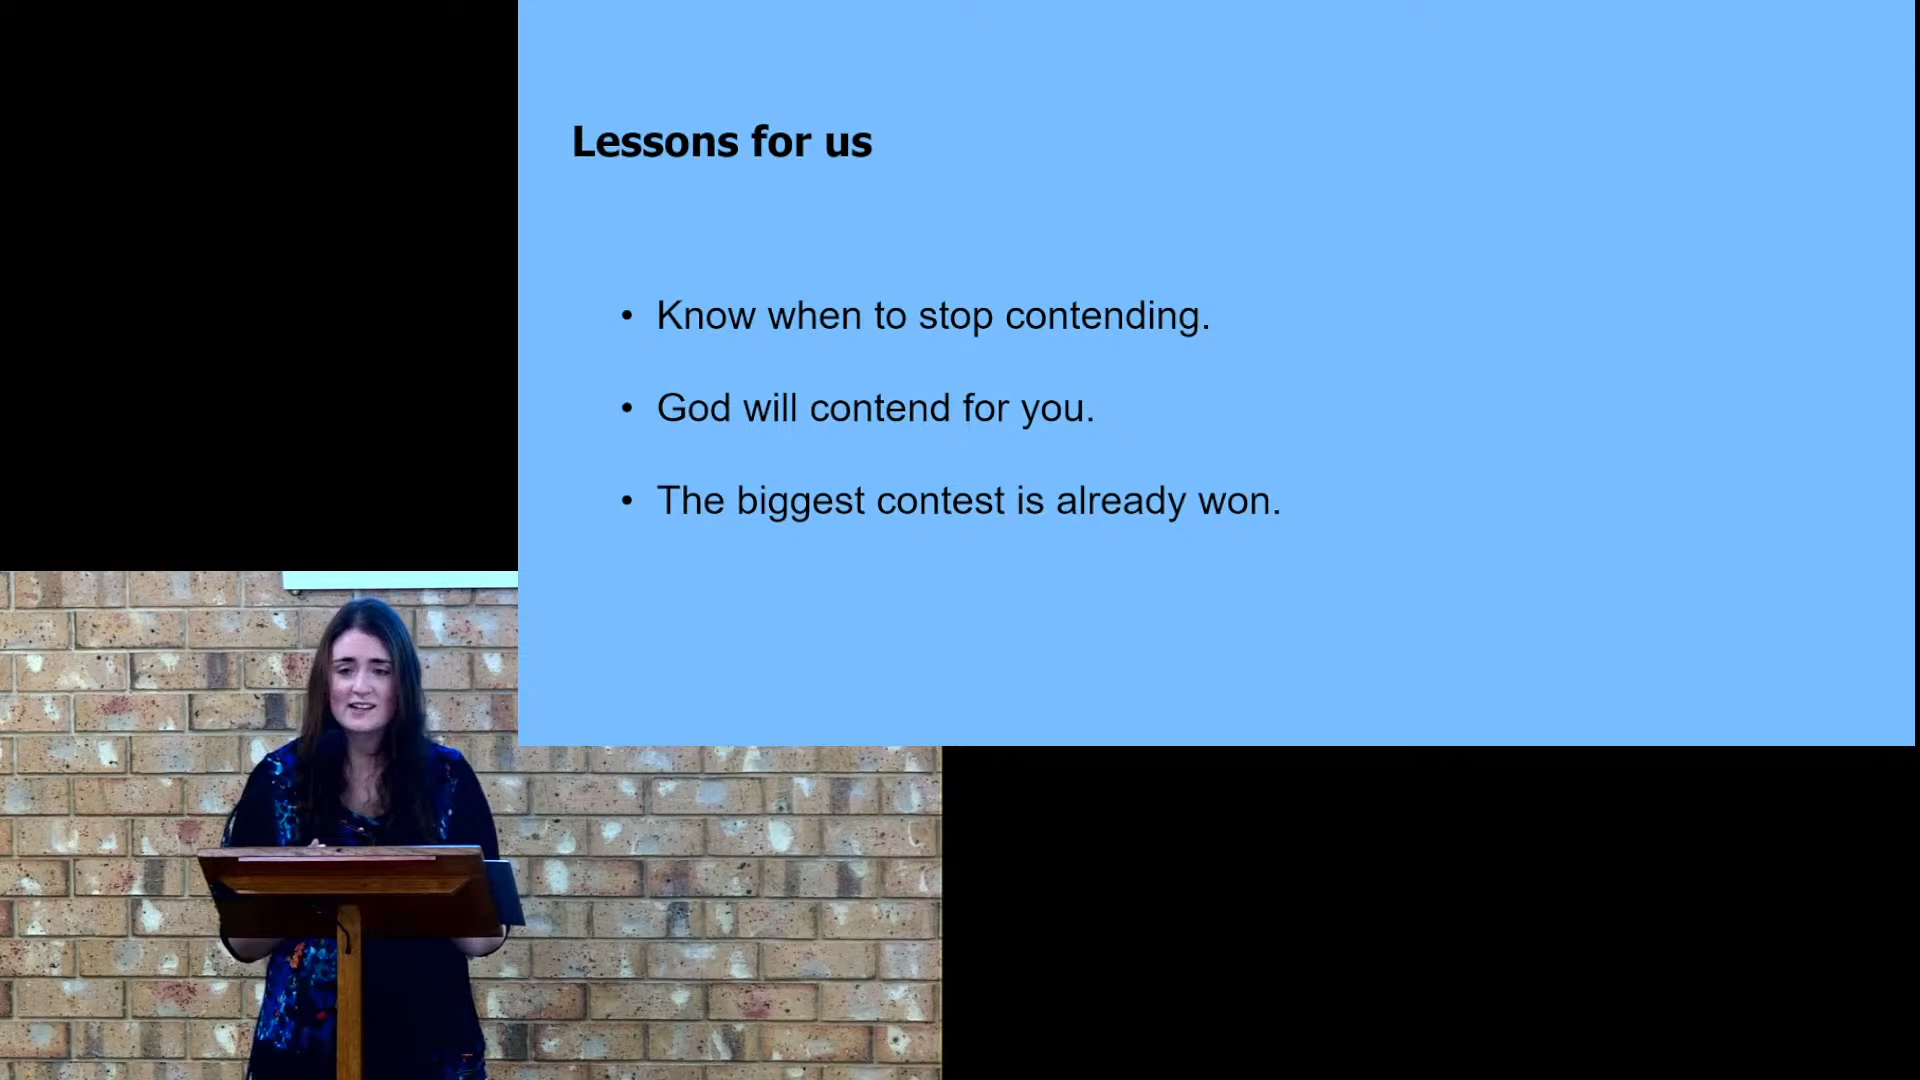 Lessons for us
• Know when to stop contending.
• God will contend for you.
• The biggest contest is already won.